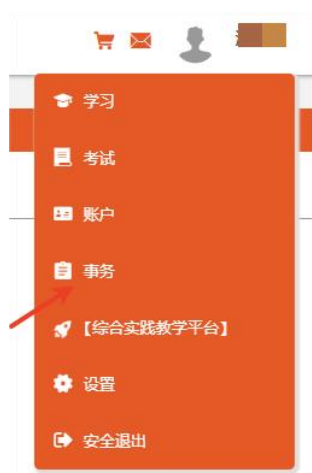 学习
考试
账户
事务
【综合实践教学平台】
设置
安全退出